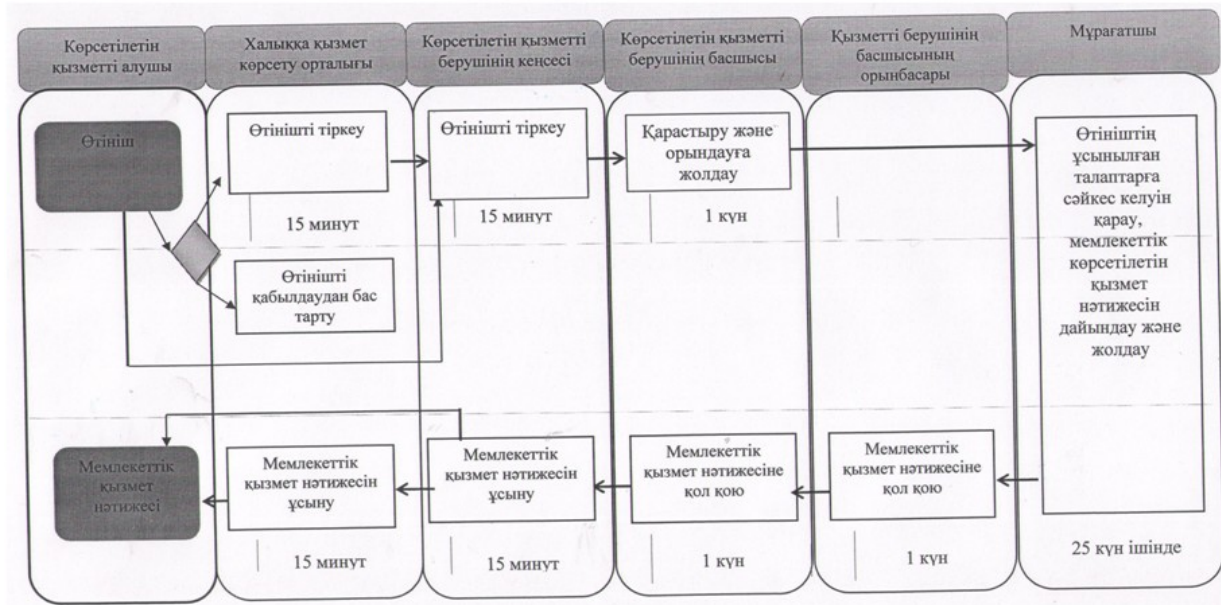 Көрсетілетін
қызметті алушы
Халыққа қызмет
көрсету орталығы
Көрсетілетін қызметті
берушінің кеңсесі
Көрсетілетін қызметті
берушінің басшысы
Қызметті берушінің
басшысының
орынбасары
Мұрағатшы
Өтініш
Өтінішті тіркеу
15 минут
Өтінішті
қабылдаудан бас
тарту
Өтінішті тіркеу
15 минут
Қарастыру және
орындауға
жолдау
1 күн
Өтініштің
ұсынылған
талаптарға
сәйкес келуін
қарау,
мемлекеттік
көрсетілетін
қызмет
нәтижесін
дайындау және
жолдау
Мемлекеттік
қызмет
нәтижесі
Мемлекеттік
қызмет нәтижесін
ұсыну
15 минут
Мемлекеттік
қызмет нәтижесін
ұсыну
15 минут
Мемлекеттік
қызмет нәтижесіне
қол қою
1 күн
Мемлекеттік
қызмет нәтижесіне
қол қою
1 күн
25 күн ішінде